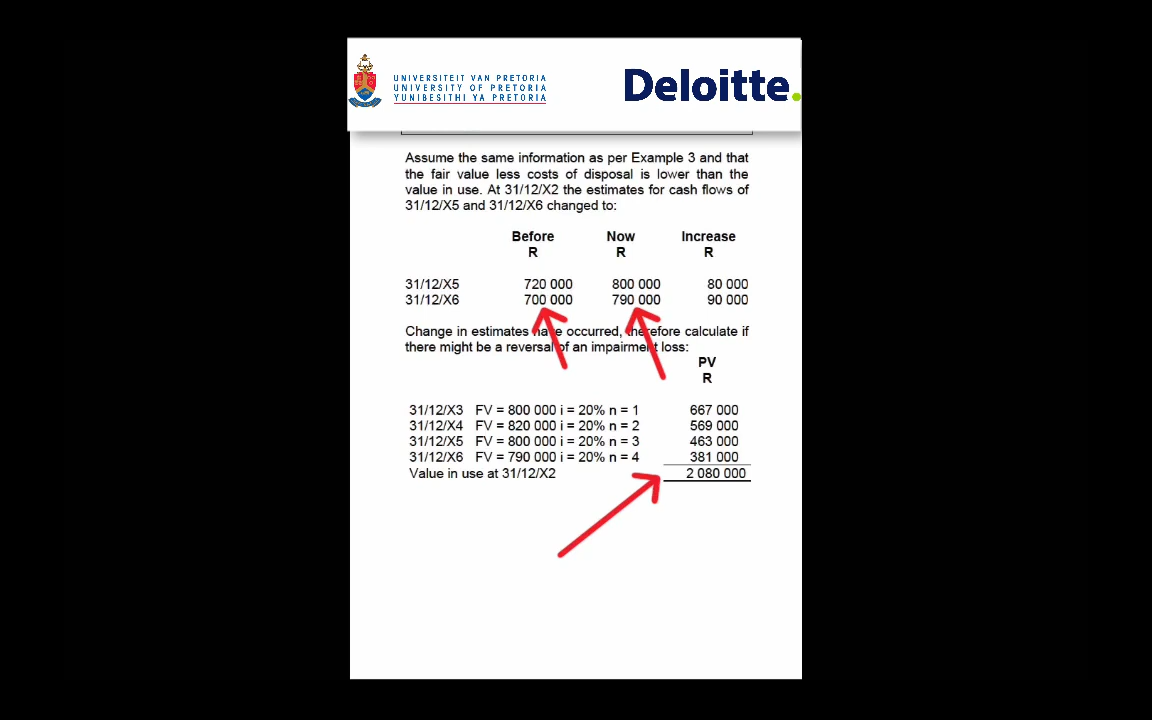 UNIVERSITEIT VAN PRETORIA
UNIVERSITY OF PRETORIA
YUNIBESITHI YA PRETORIA
Deloitte.
Assume the same information as per Example 3 and that
the fair value less costs of disposal is lower than the
value in use. At 31/12/X2 the estimates for cash flows of
31/12/X5 and 31/12/X6 changed to:
Before Now Increase
R R R
31/12/X5 720 000 800 000 80 000
31/12/X6 700 000 790 000 90 000
Change in estimates have occurred, therefore calculate if
there might be a reversal of an impairment loss:
PV
R
31/12/X3 FV = 800 000 i = 20% n = 1 667 000
31/12/X4 FV = 820 000 i = 20% n = 2 569 000
31/12/X5 FV = 800 000 i = 20% n = 3 463 000
31/12/X6 FV = 790 000 i = 20% n = 4 381 000
Value in use at 31/12/X2 2 080 000